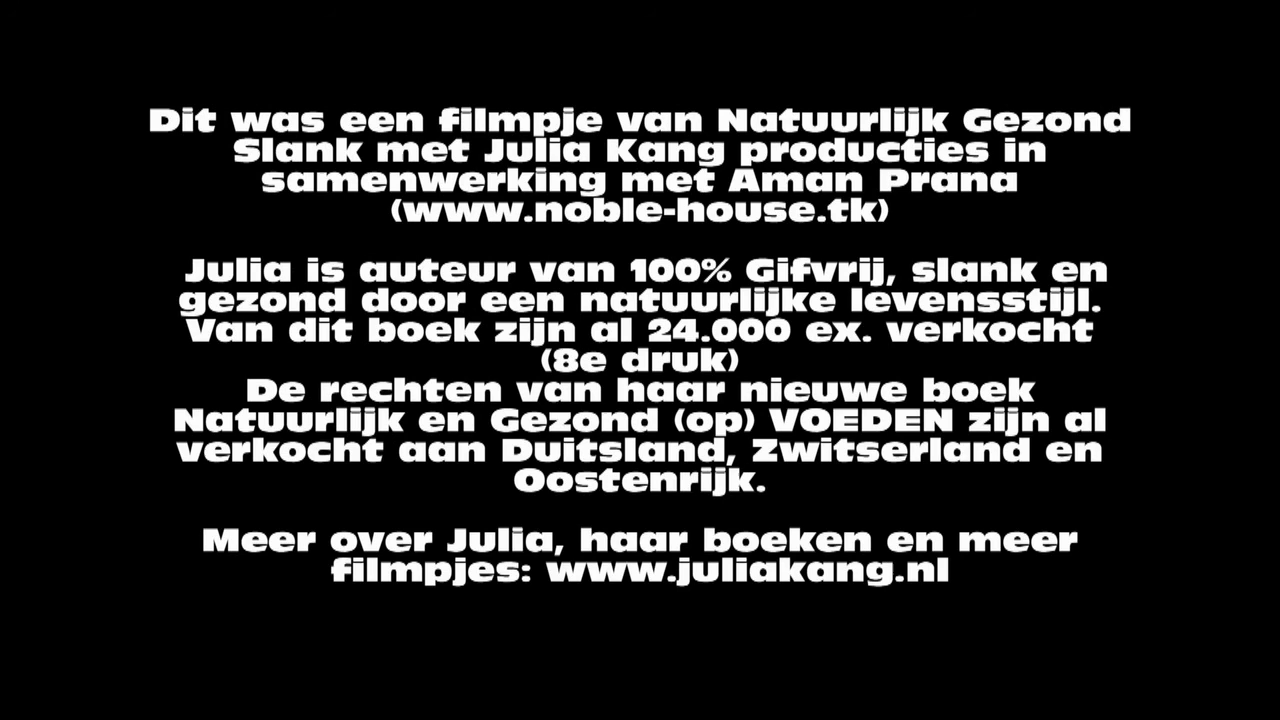 Dit was een filmpje van Natuurlijk Gezond
Slank met Julia Kang producties in
samenwerking met Aman Prana
(www.noble-house.tk)
Julia is auteur van 100% Gifvrij, slank en
gezond door een natuurlijke levensstijl.
Van dit boek zijn al 24.000 ex. verkocht
(8e druk)
De rechten van haar nieuwe boek
Natuurlijk en Gezond (op) VOEDEN zijn al
verkocht aan Duitsland, Zwitserland en
Oostenrijk.
Meer over Julia, haar boeken en meer
filmpjes: www.juliakang.nl